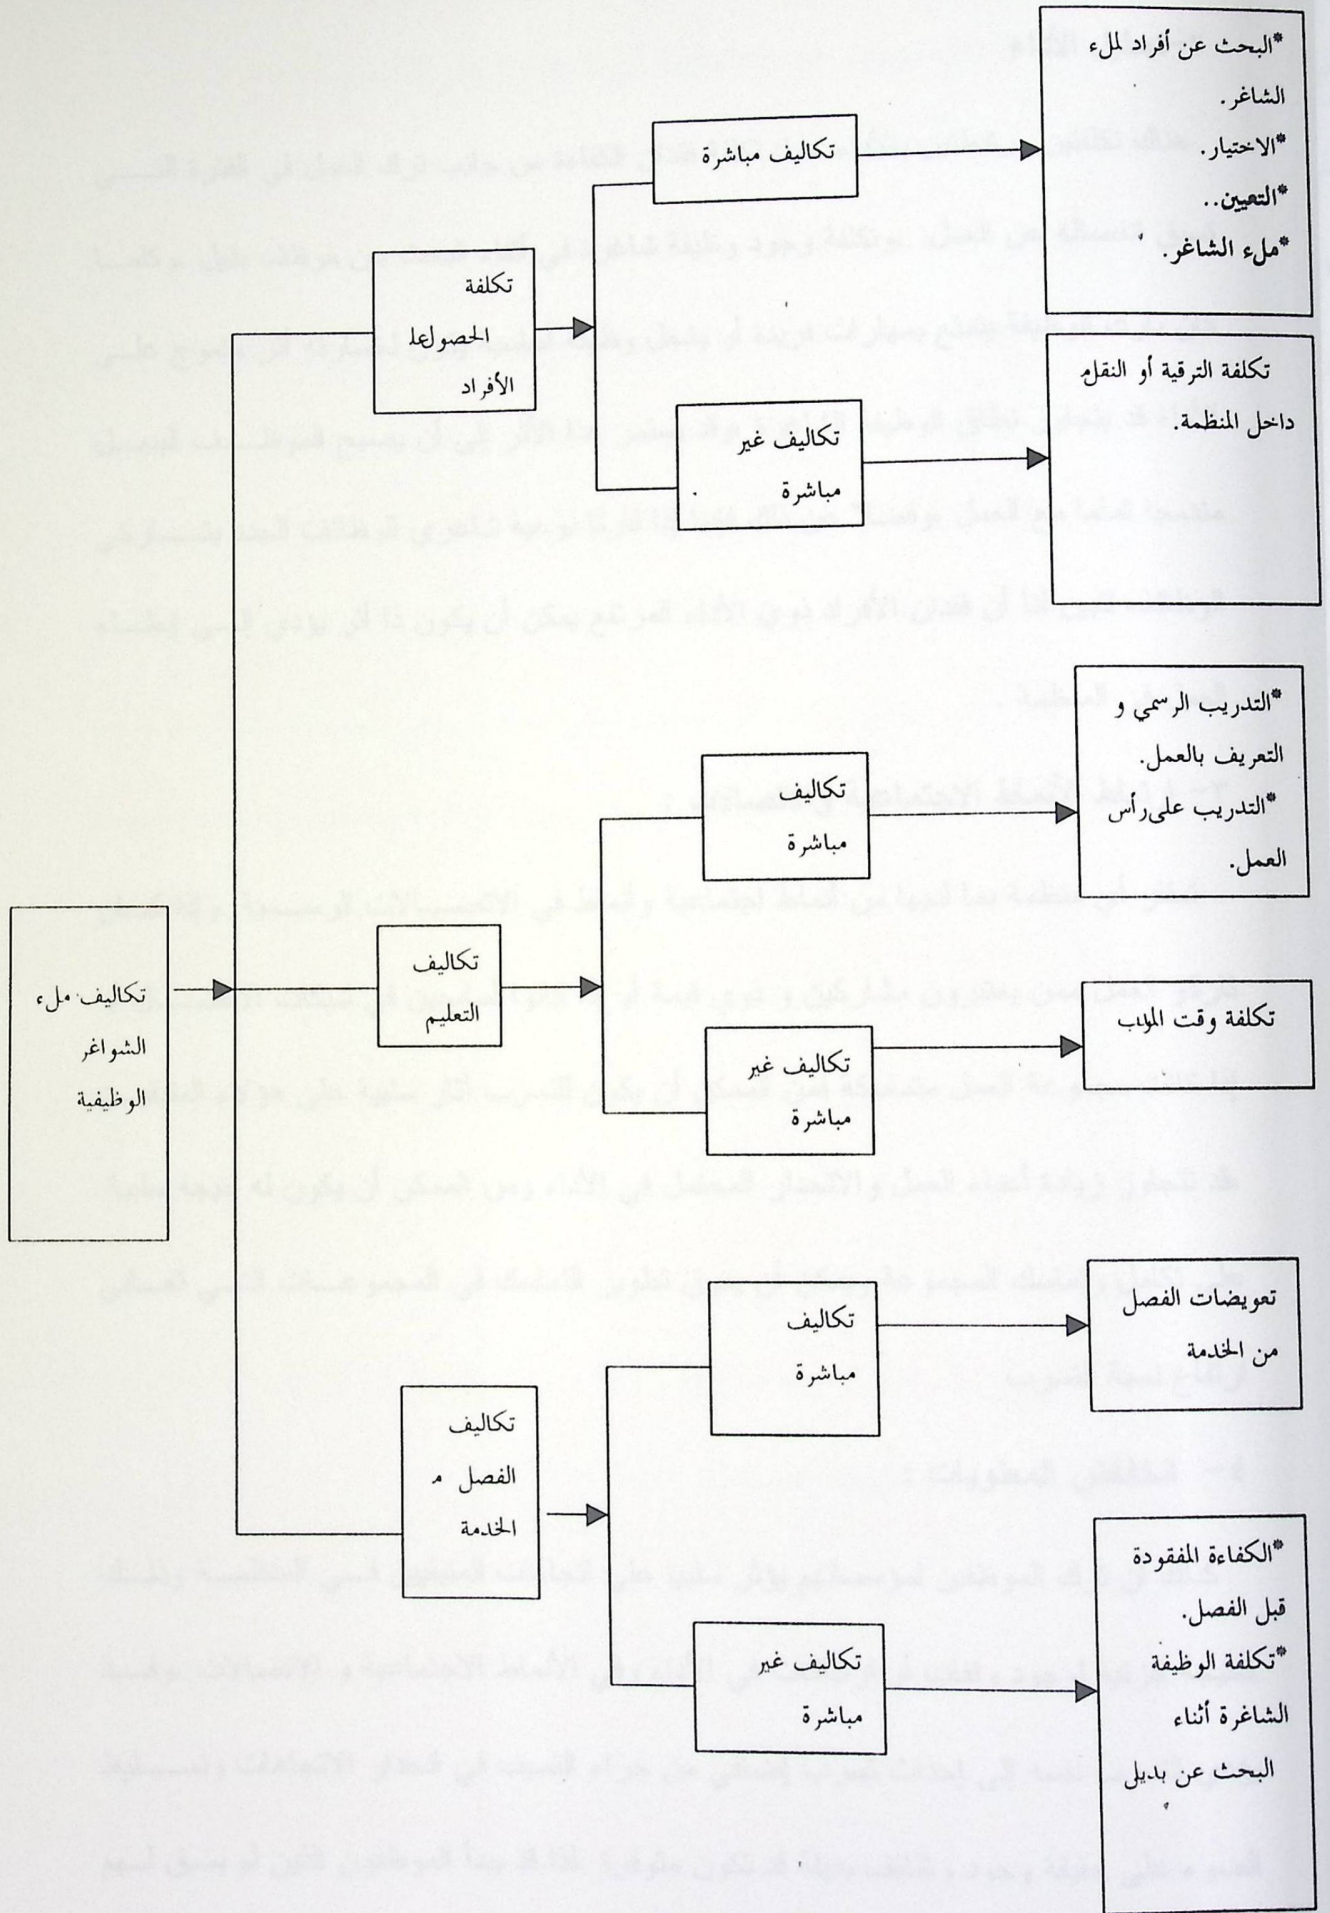 *البحث عن أفراد لملء
الشاغر.
*الاختيار.
*التعيين..
*ملء الشاغر.
تكاليف مباشرة
تكلفة
الحصول علـ
الأفراد
تكلفة الترقية أو النقل
داخل المنظمة.
تكاليف غير
مباشرة
*التدريب الرسمي و
التعريف بالعمل.
*التدريب على رأس
العمل.
تكاليف
مباشرة
تكاليف
التعليم
تكاليف ملء
الشواغر
الوظيفية
تكلفة وقت
تكاليف غير
مباشرة
تعويضات الفصل
من الخدمة
تكاليف
مباشرة
تكاليف
الفصل مـ
الخدمة
*الكفاءة المفقودة
قبل الفصل.
*تكلفة الوظيفة
الشاغرة أثناء
البحث عن بديل
تكاليف غير
مباشرة